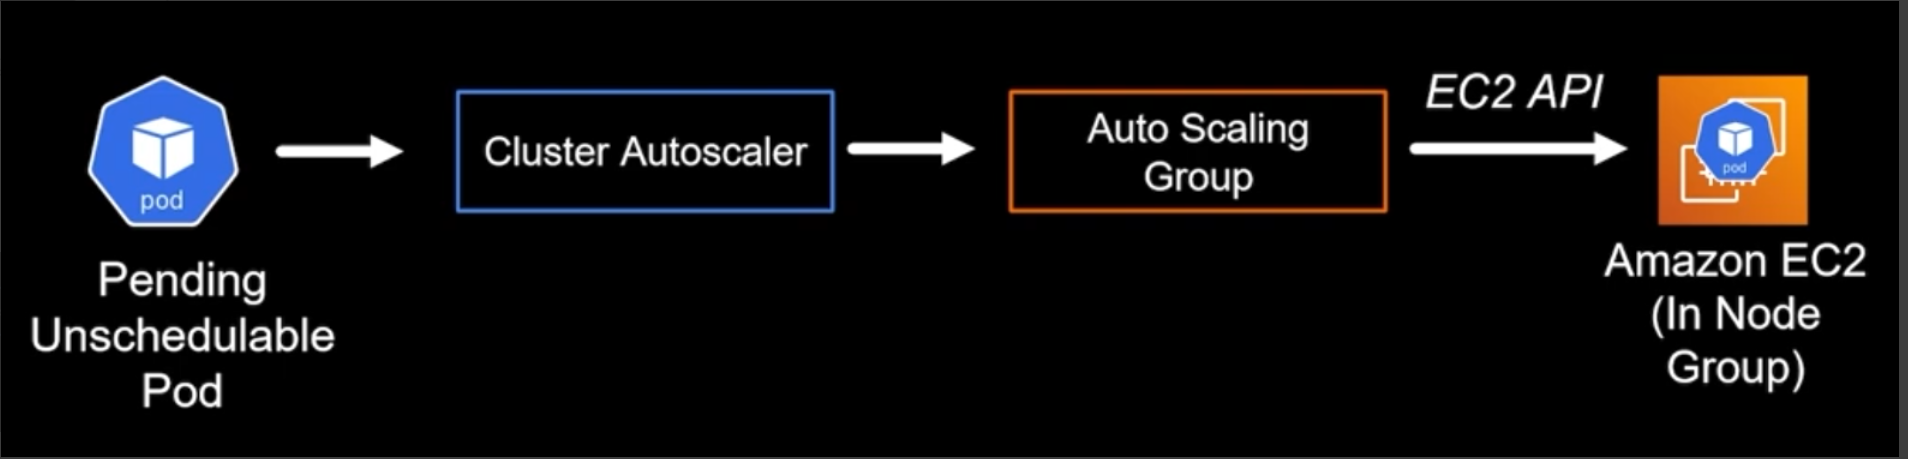 pod
Pending
Unschedulable
Pod
Cluster Autoscaler
Auto Scaling
Group
EC2 API
pod
Amazon EC2
(In Node
Group)